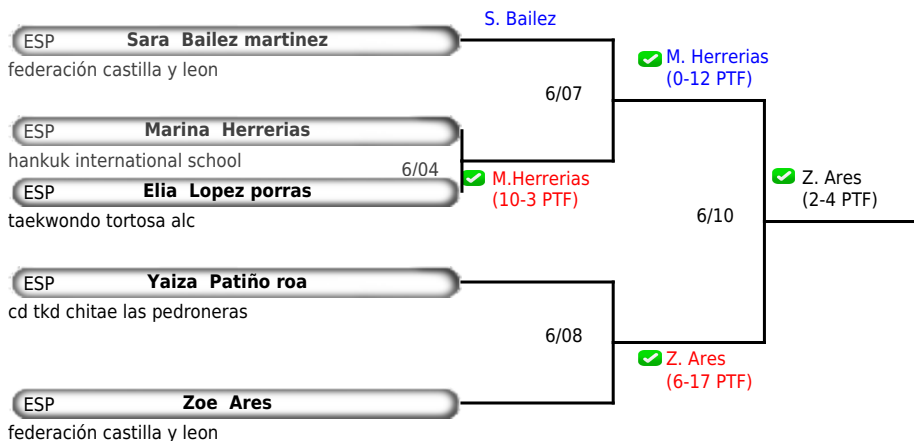 S. Bailez
ESP Sara Bailez martinez
federación castilla y leon
M. Herrerias
(0-12 PTF)
6/07
ESP Marina Herrerias
hankuk international school
6/04
M.Herrerias
(10-3 PTF)
Z. Ares
(2-4 PTF)
ESP Elia Lopez porras
taekwondo tortosa alc
6/10
ESP Yaiza Patiño roa
cd tkd chitae las pedroneras
6/08
Z. Ares
(6-17 PTF)
ESP Zoe Ares
federación castilla y leon